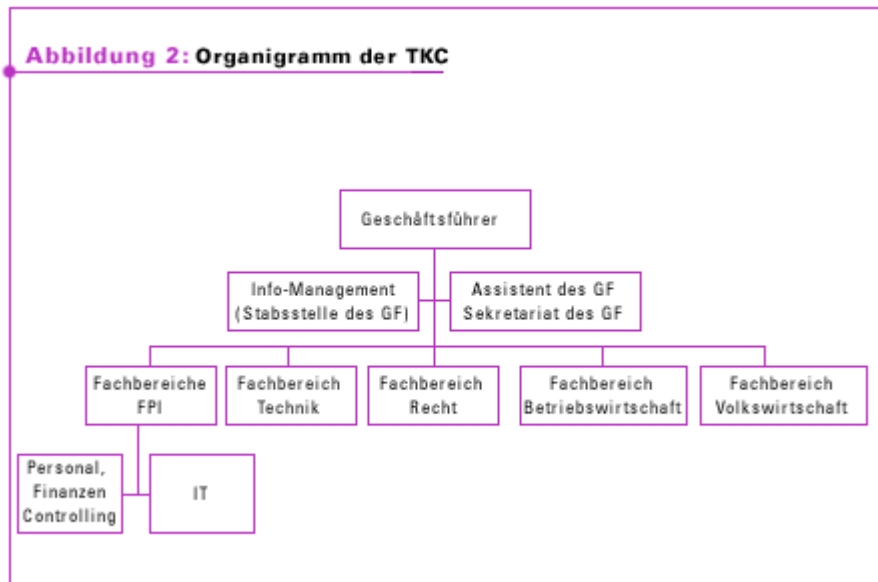 Abbildung 2: Organigramm der TKC
Geschäftsführer
Info-Management
(Stabsstelle des GF)
Assistent des GF
Sekretariat des GF
Fachbereiche
FPI
Fachbereich
Technik
Fachbereich
Recht
Fachbereich
Betriebswirtschaft
Fachbereich
Volkswirtschaft
Personal,
Finanzen
Controlling
IT